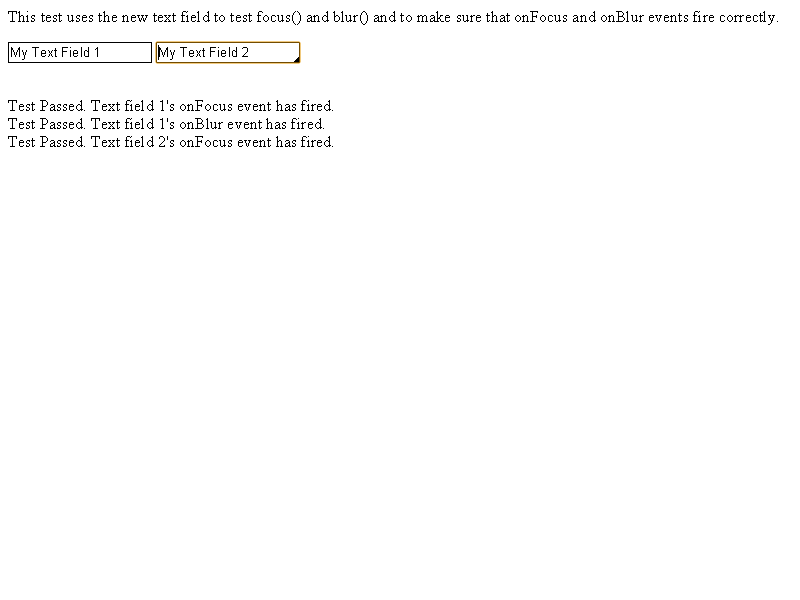 This test uses the new text field to test focus() and blur() and to make sure that onFocus and onBlur events fire correctly.
My Text Field 1 My Text Field 2
Test Passed. Text field 1's onFocus event has fired.
Test Passed. Text field 1's onBlur event has fired.
Test Passed. Text field 2's onFocus event has fired.